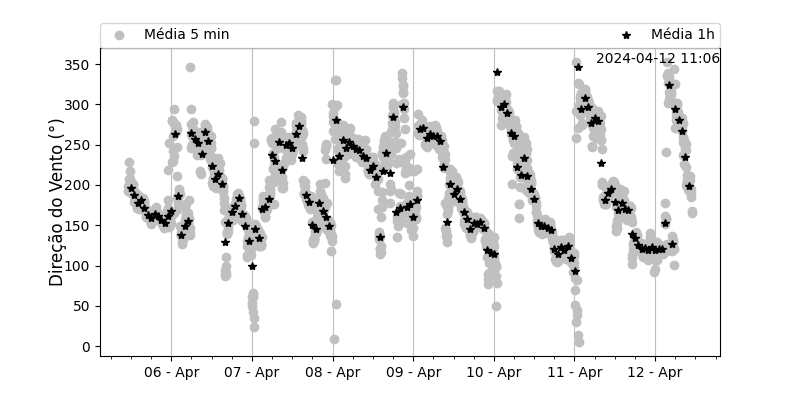 Média 5 min
Média 1h
2024-04-12 11:06
Direção do Vento (°)
350
300
250
200
150
100
50
0
06 - Apr
07 - Apr
08 - Apr
09 - Apr
10 - Apr
11 - Apr
12 - Apr